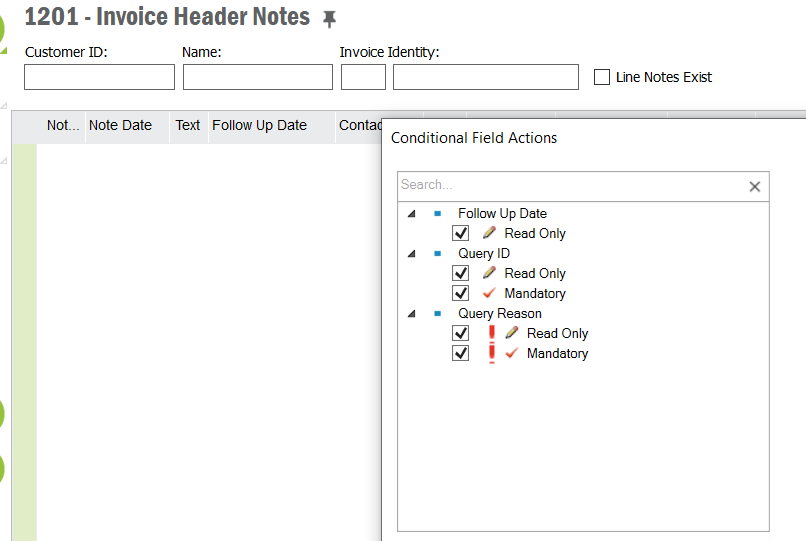 1201 - Invoice Header Notes
Customer ID: Name: Invoice Identity:
Line Notes Exist
Not... Note Date Text Follow Up Date Contac
Conditional Field Actions
Search...
Follow Up Date
Read Only
Query ID
Read Only
Mandatory
Query Reason
Read Only
Mandatory